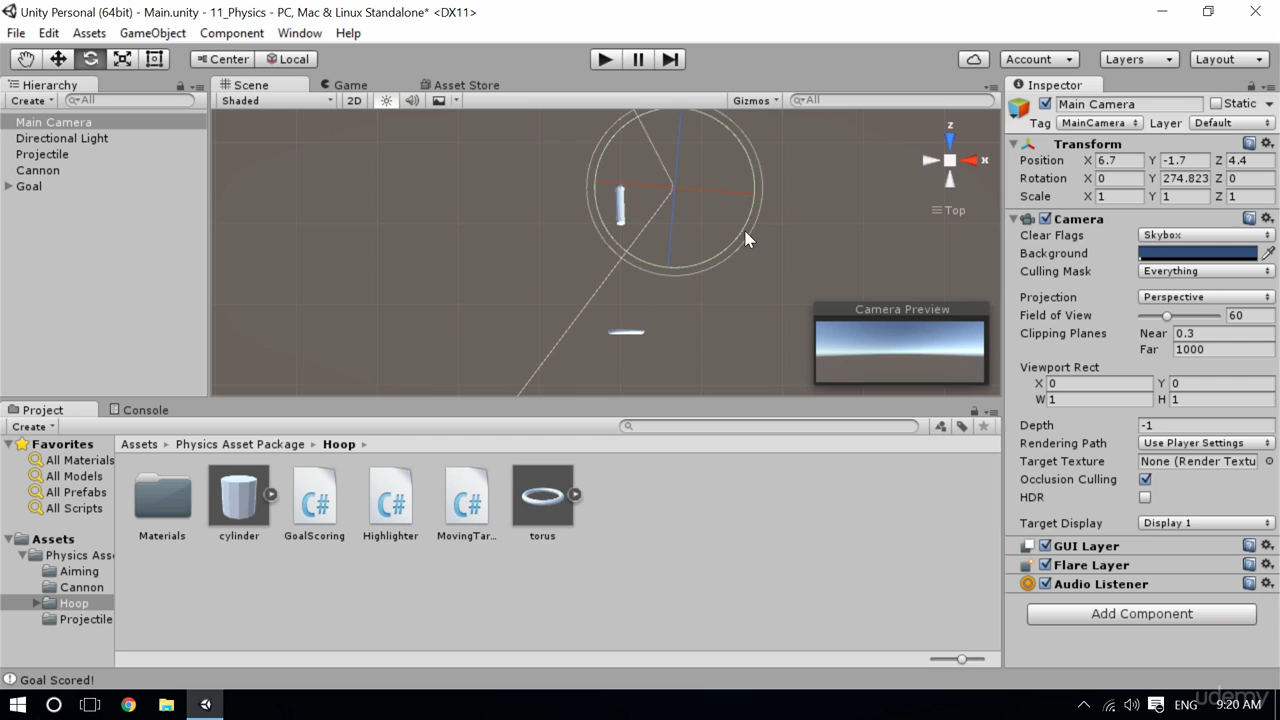 Unity Personal (64bit) - Main.unity - 11_Physics - PC, Mac & Linux Standalone* <DX11>
File Edit Assets GameObject Component Window Help
Center Local Account Layers Layout
Hierarchy
Create All
Main Camera
Directional Light
Projectile
Cannon
Goal
Scene Game Asset Store
Shaded 2D Gizmos All
z
x
Top
Camera Preview
Inspector
Main Camera Static
Tag MainCamera Layer Default
Transform
Position X 6.7 Y -1.7 Z 4.4
Rotation X 0 Y 274.823 Z 0
Scale X 1 Y 1 Z 1
Camera
Clear Flags Skybox
Background
Culling Mask Everything
Projection Perspective
Field of View 60
Clipping Planes Near 0.3
Far 1000
Viewport Rect
X 0 Y 0
W 1 H 1
Depth -1
Rendering Path Use Player Settings
Target Texture None (Render Textu
Occlusion Culling
HDR
Target Display Display 1
GUI Layer
Flare Layer
Audio Listener
Add Component
Project Console
Create
Favorites
All Materials
All Models
All Prefabs
All Scripts
Assets
Physics Ass
Aiming
Cannon
Hoop
Projectile
Assets Physics Asset Package Hoop
C# C# C#
Materials cylinder GoalScoring Highlighter MovingTar... torus
Goal Scored!
ENG 9:20 AM
udemy